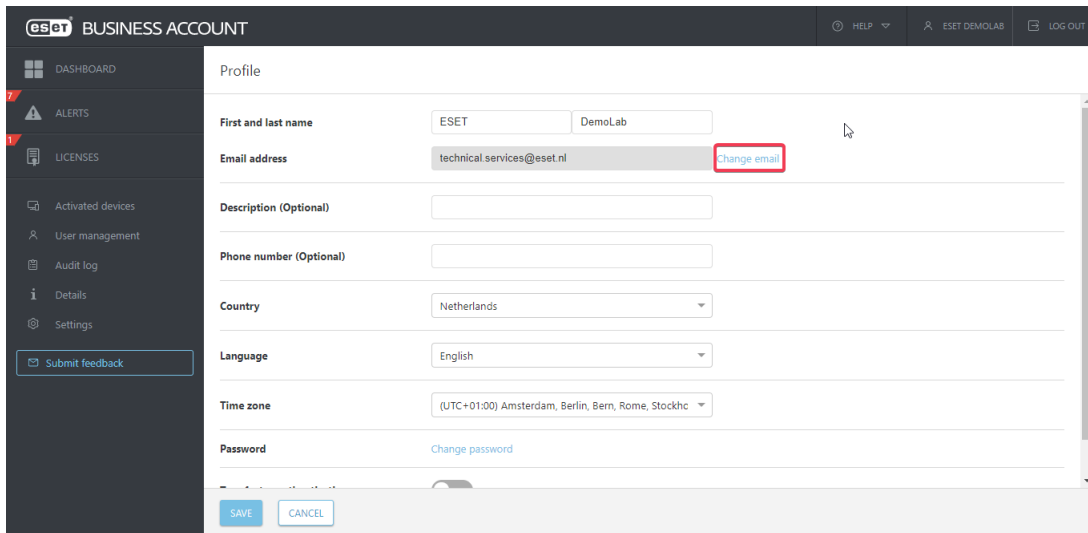 eset BUSINESS ACCOUNT
HELP
ESET DEMOLAB
LOG OUT
DASHBOARD
7
ALERTS
1
LICENSES
Activated devices
User management
Audit log
Details
Settings
Submit feedback
Profile
First and last name ESET DemoLab
Email address technical.services@eset.nl Change email
Description (Optional)
Phone number (Optional)
Country Netherlands
Language English
Time zone (UTC+01:00) Amsterdam, Berlin, Bern, Rome, Stockhc
Password Change password
SAVE CANCEL